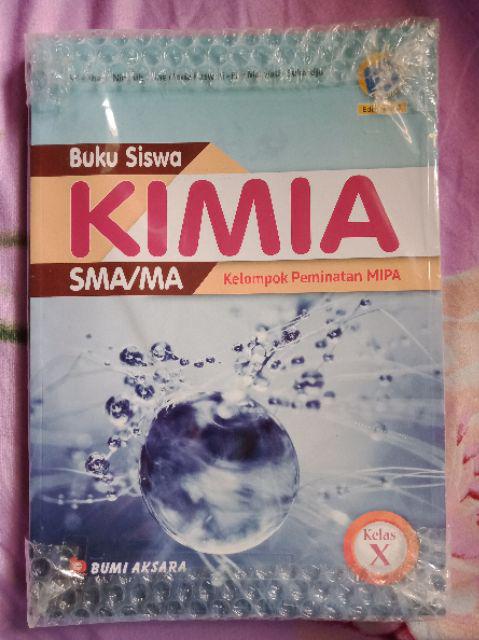 Buku Siswa
KIMIA
SMA/MA
Kelompok Peminatan MIPA
Kelas
X
BUMI AKSARA